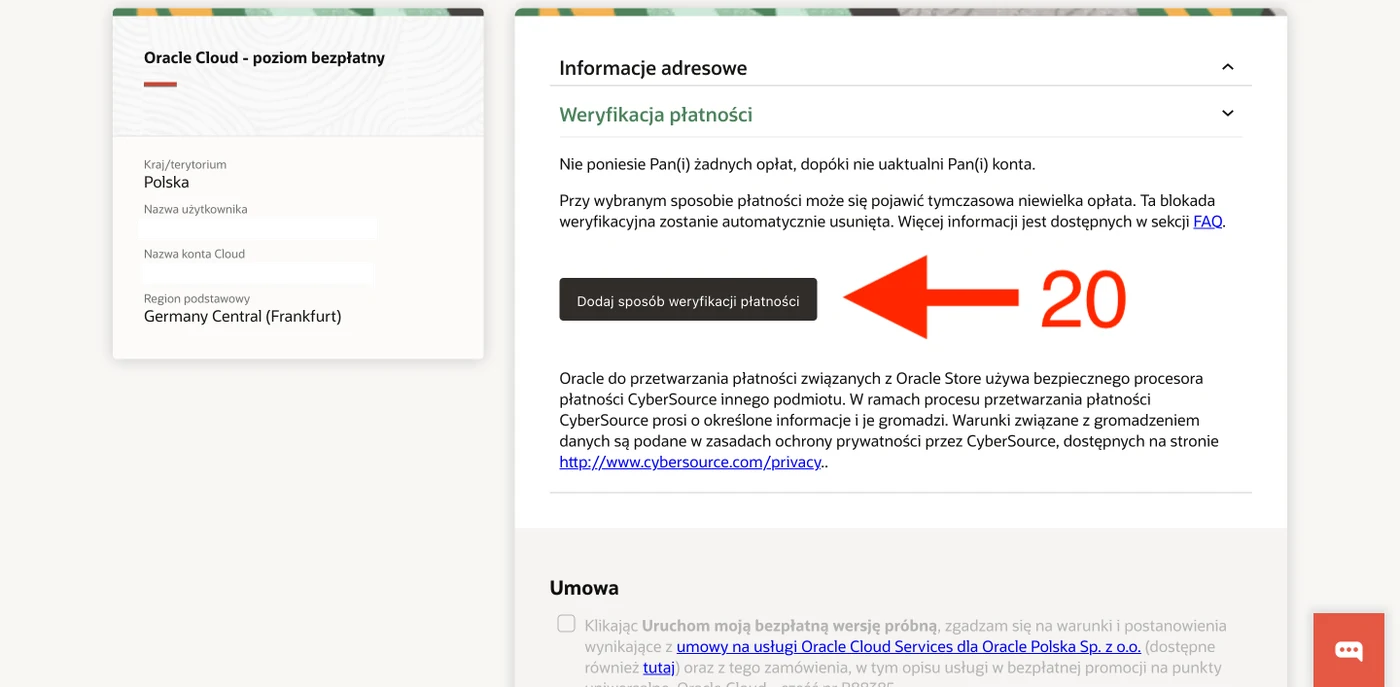 Oracle Cloud - poziom bezpłatny
Kraj/terytorium
Polska
Nazwa użytkownika
Nazwa konta Cloud
Region podstawowy
Germany Central (Frankfurt)
Informacje adresowe
Weryfikacja płatności
Nie poniesie Pan(i) żadnych opłat, dopóki nie uaktualni Pan(i) konta.
Przy wybranym sposobie płatności może się pojawić tymczasowa niewielka opłata. Ta blokada
weryfikacyjna zostanie automatycznie usunięta. Więcej informacji jest dostępnych w sekcji FAQ.
Dodaj sposób weryfikacji płatności
20
Oracle do przetwarzania płatności związanych z Oracle Store używa bezpiecznego procesora
płatności CyberSource innego podmiotu. W ramach procesu przetwarzania płatności
CyberSource prosi o określone informacje i je gromadzi. Warunki związane z gromadzeniem
danych są podane w zasadach ochrony prywatności przez CyberSource, dostępnych na stronie
http://www.cybersource.com/privacy..
Umowa
Klikając Uruchom moją bezpłatną wersję próbną, zgadzam się na warunki i postanowienia
wynikające z umowy na usługi Oracle Cloud Services dla Oracle Polska Sp. z o.o. (dostępne
również tutaj) oraz z tego zamówienia, w tym opisu usługi w bezpłatnej promocji na punkty